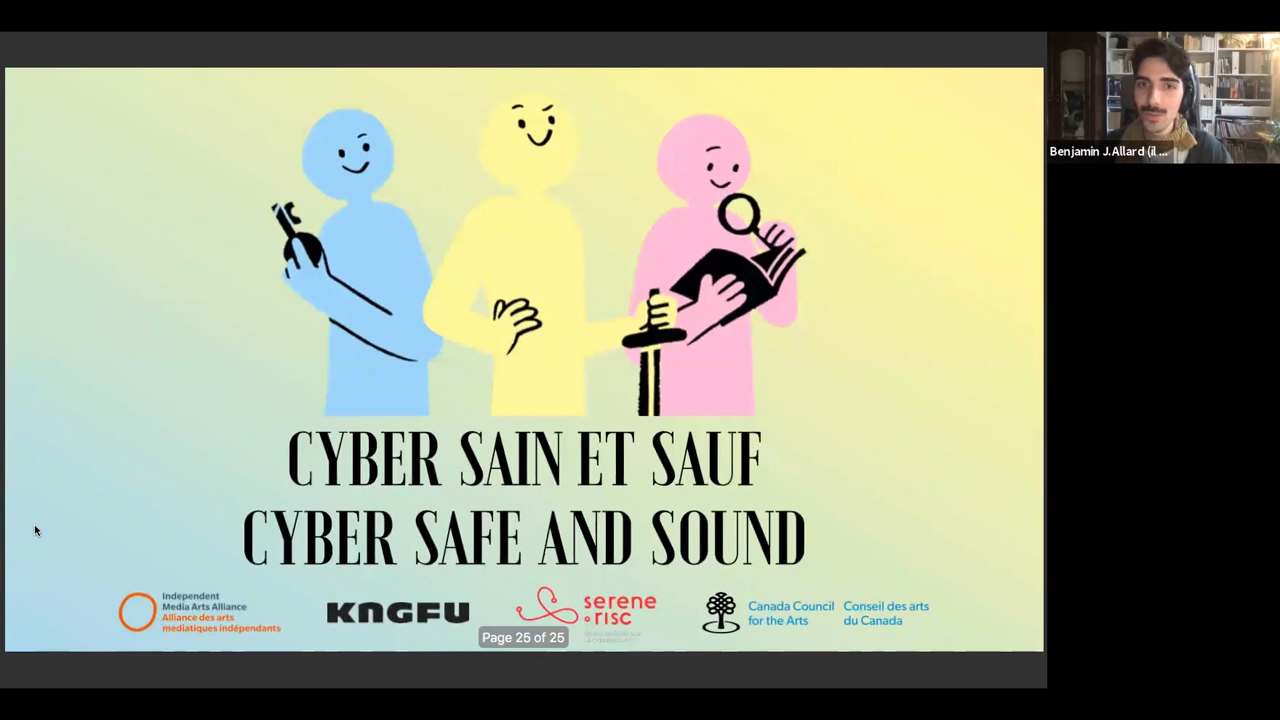 CYBER SAIN ET SAUF
CYBER SAFE AND SOUND
Independent
Media Arts Alliance
Alliance des arts
médiatiques indépendants
KNGFU
serene
risc
Canada Council
for the Arts
Conseil des arts
du Canada
Page 25 of 25
Benjamin J.Allard (il ...